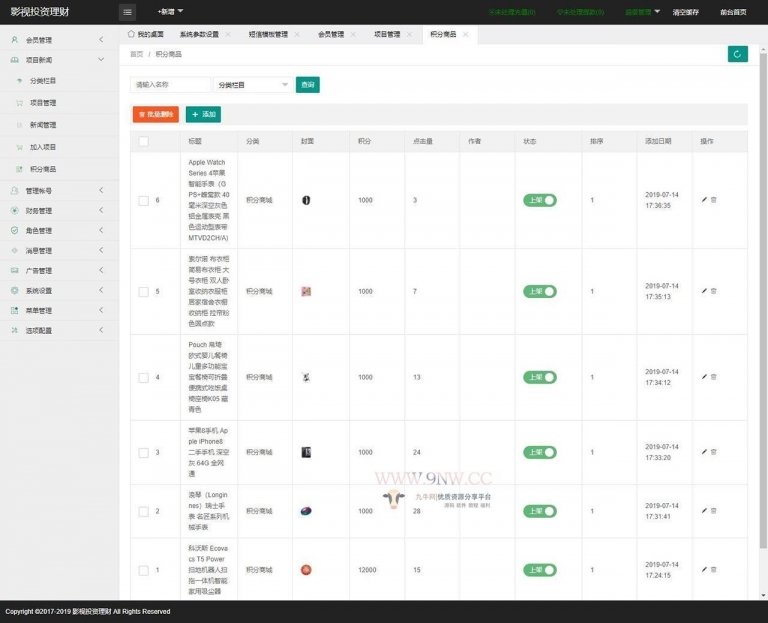 影视投资理财
+新增
未处理充值(0)
未处理提款(0)
超级管理
清空缓存
前台首页
我的桌面
系统参数设置
短信模板管理
会员管理
项目管理
积分商品
会员管理
项目新闻
分类栏目
项目管理
新闻管理
加入项目
积分商品
管理帐号
财务管理
角色管理
消息管理
广告管理
系统设置
菜单管理
选项配置
首页 / 积分商品
请输入名称
分类栏目
查询
批量删除
添加
标题 分类 封面 积分 点击量 作者 状态 排序 添加日期 操作
Apple Watch
Series 4苹果
智能手表（G
PS+蜂窝款 40
毫米深空灰色
铝金属表壳 黑
色运动型表带
MTVD2CH/A)
6 积分商城 1000 3 上架 1
2019-07-14
17:36:35
索尔诺 布衣柜
简易布衣柜 大
号衣柜 双人卧
室收纳衣服柜
居家宿舍衣橱
收纳柜 拉帘粉
色圆点款
5 积分商城 1000 7 上架 1
2019-07-14
17:35:13
Pouch 帛琦
欧式婴儿餐椅
儿童多功能宝
宝餐椅可折叠
便携式吃饭桌
椅座椅K05 藏
青色
4 积分商城 1000 13 上架 1
2019-07-14
17:34:12
苹果8手机 Ap
ple iPhone8
二手手机 深空
灰 64G 全网
通
3 积分商城 1000 24 上架 1
2019-07-14
17:33:20
浪琴（Longin
nes）瑞士手
表 名匠系列机
械手表
2 积分商城 1000 28 上架 1
2019-07-14
17:31:41
科沃斯 Ecova
cs T5 Power
扫地机器人扫
拖一体机智能
家用吸尘器
1 积分商城 12000 15 上架 1
2019-07-14
17:24:15
WWW.9NW.CC
九牛网|优质资源分享平台
源码 软件 教程 福利
Copyright ©2017-2019 影视投资理财 All Rights Reserved